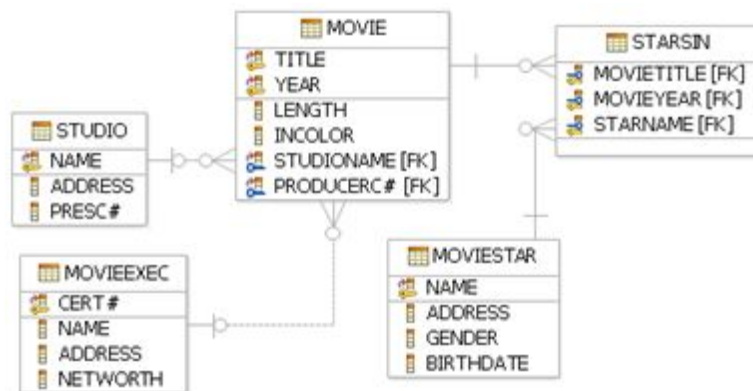 MOVIE
TITLE
YEAR
LENGTH
INCOLOR
STUDIONAME [FK]
PRODUCERC# [FK]
STARSIN
MOVIETITLE [FK]
MOVIEYEAR [FK]
STARNAME [FK]
STUDIO
NAME
ADDRESS
PRESC#
MOVIEEXEC
CERT#
NAME
ADDRESS
NETWORTH
MOVIESTAR
NAME
ADDRESS
GENDER
BIRTHDATE